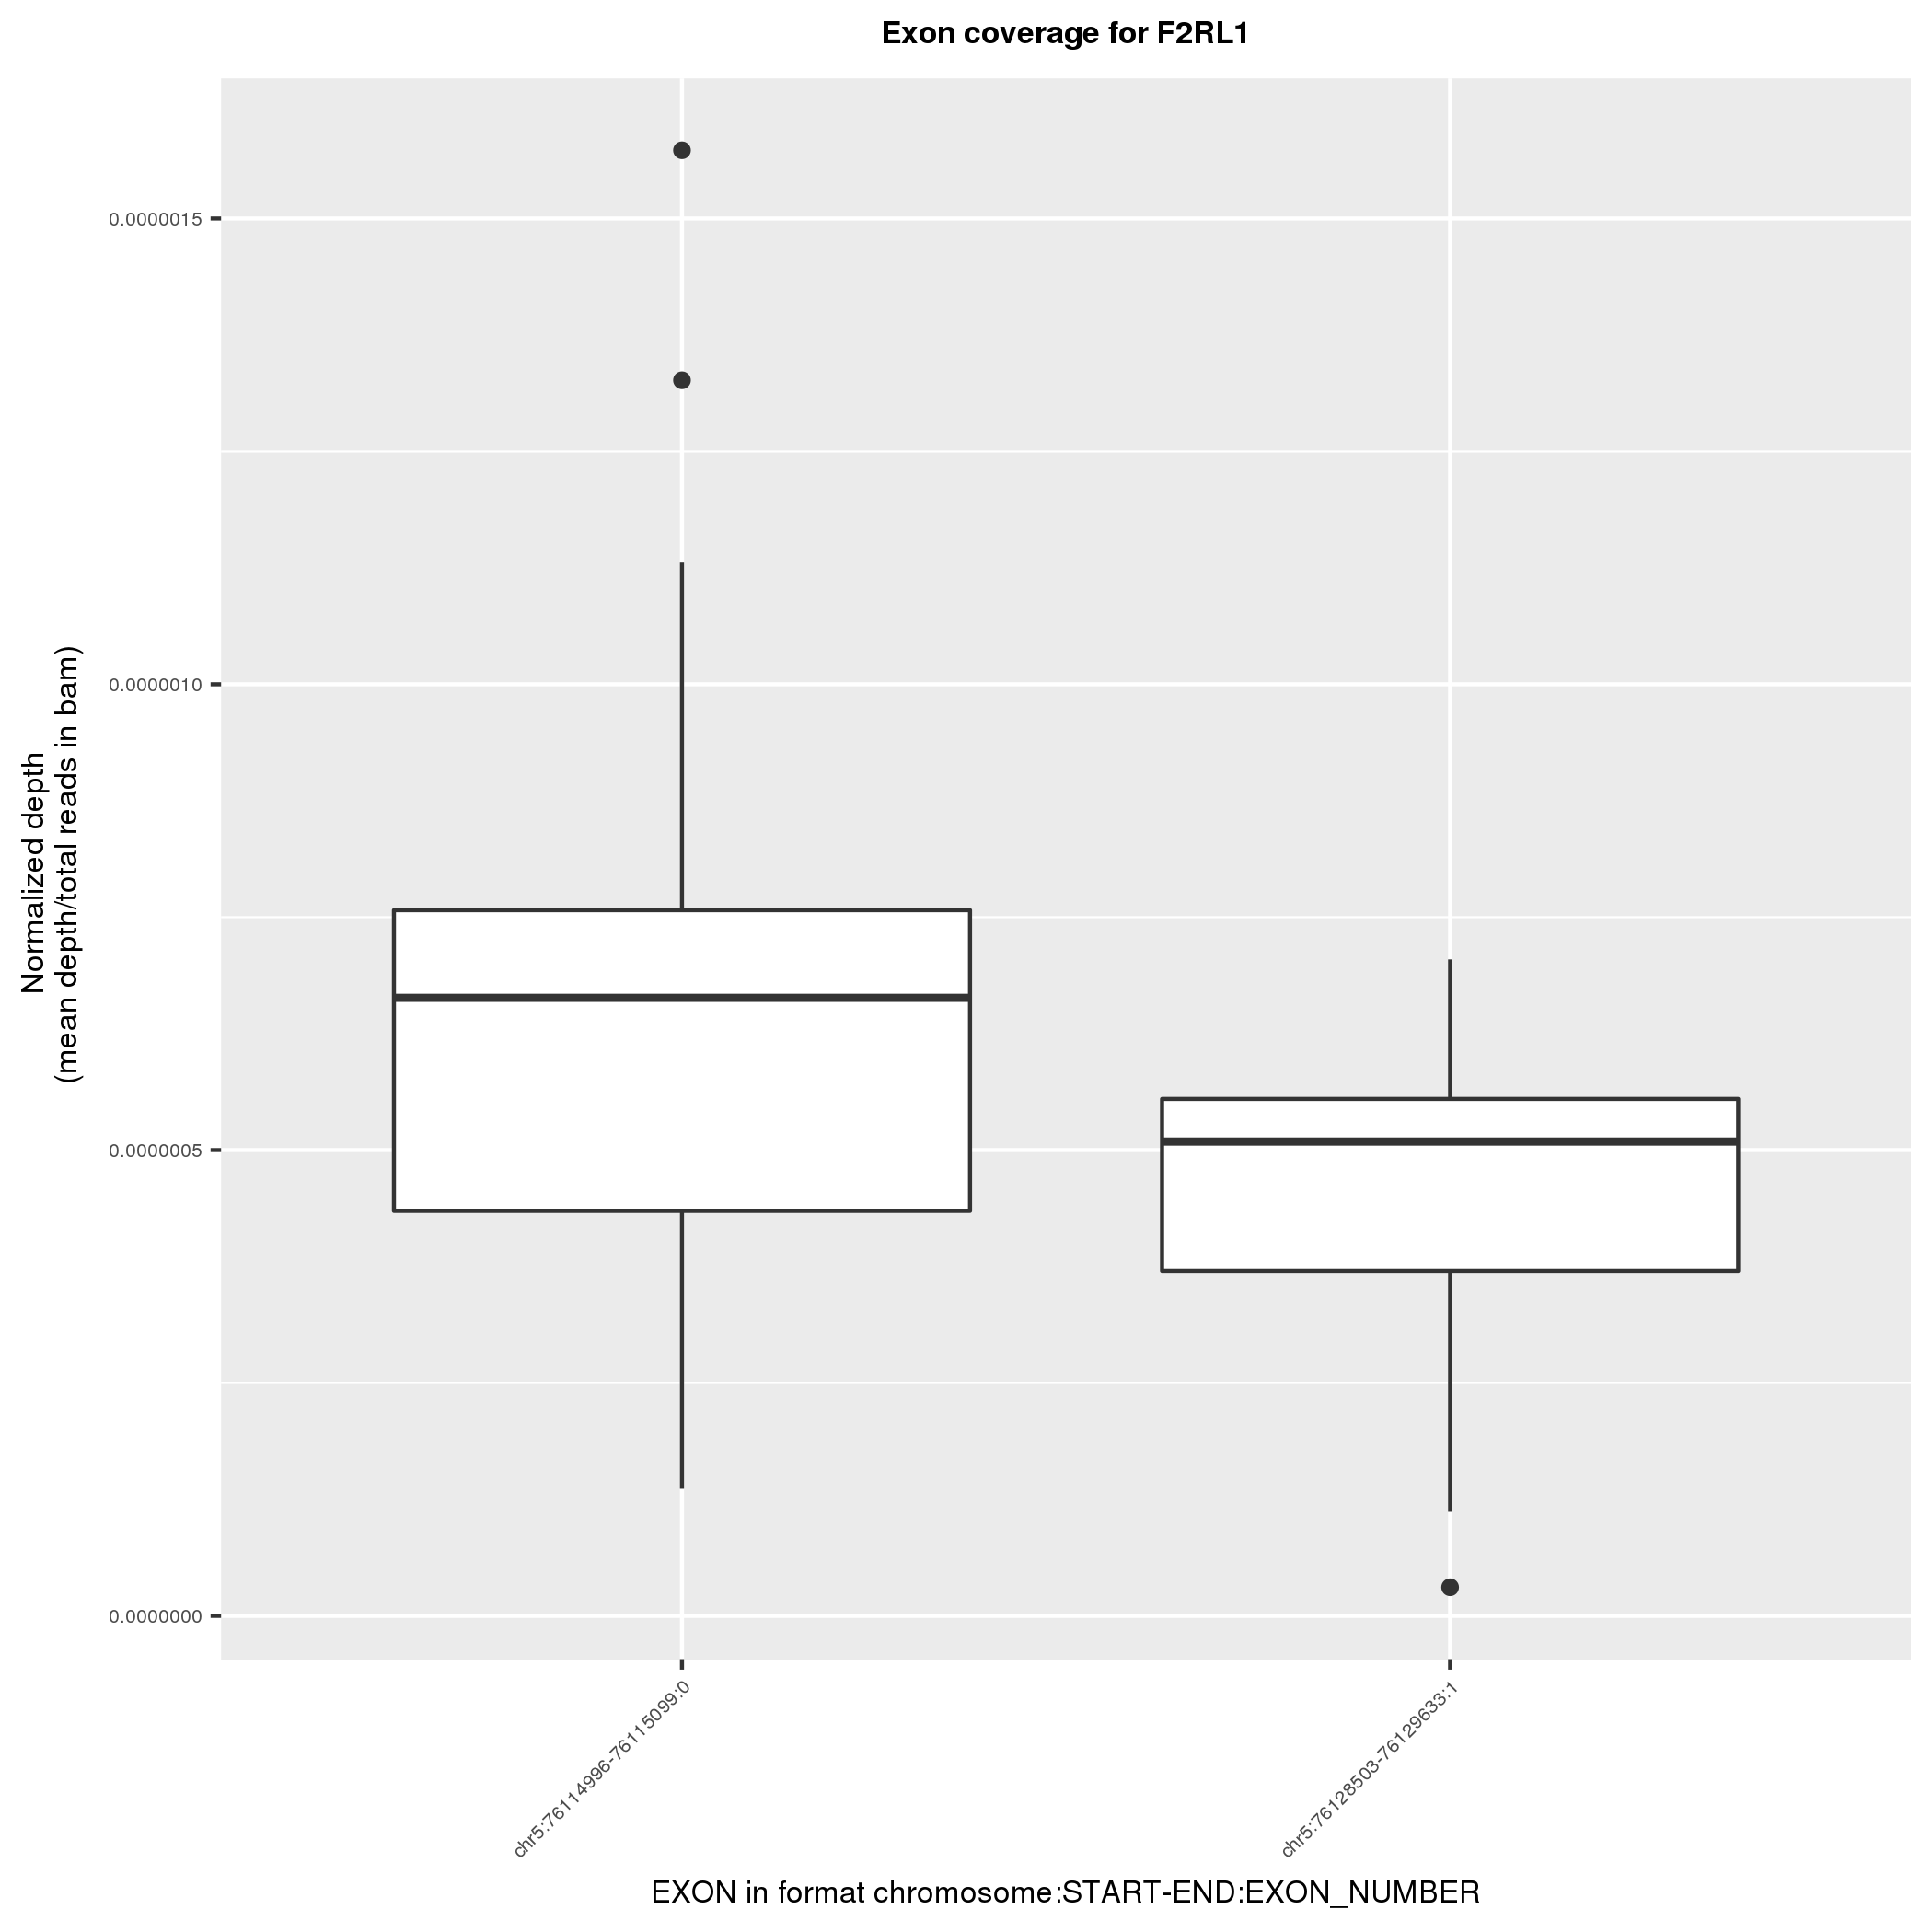 Exon coverage for F2RL1
Normalized depth
(mean depth/total reads in bam)
0.0000015
0.0000010
0.0000005
0.0000000
chr5:76114996-76115099:0
chr5:76128503-76129633:1
EXON in format chromosome:START-END:EXON_NUMBER